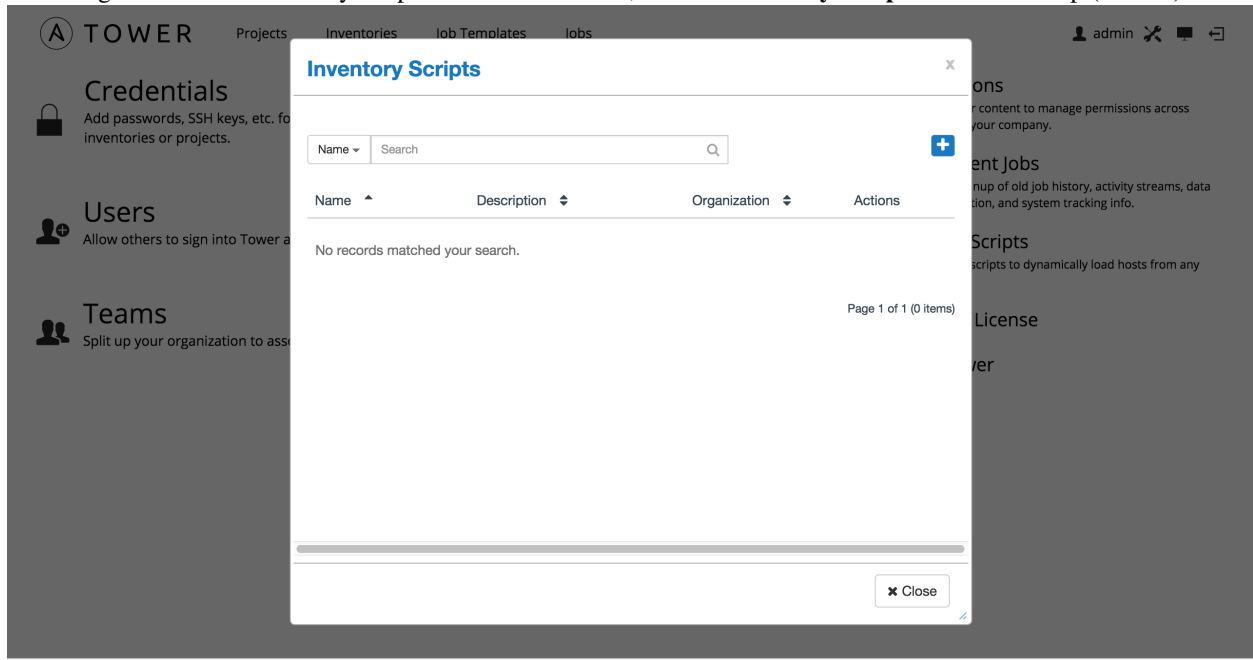 TOWER Projects Inventories Job Templates Jobs admin
Inventory Scripts x
Credentials
Add passwords, SSH keys, etc. fo
inventories or projects.
Users
Allow others to sign into Tower a
Teams
Split up your organization to asse
Name Search
Name Description Organization Actions
No records matched your search.
Page 1 of 1 (0 items)
Close
ons
r content to manage permissions across
your company.
ent Jobs
nup of old job history, activity streams, data
tion, and system tracking info.
Scripts
scripts to dynamically load hosts from any
License
wer